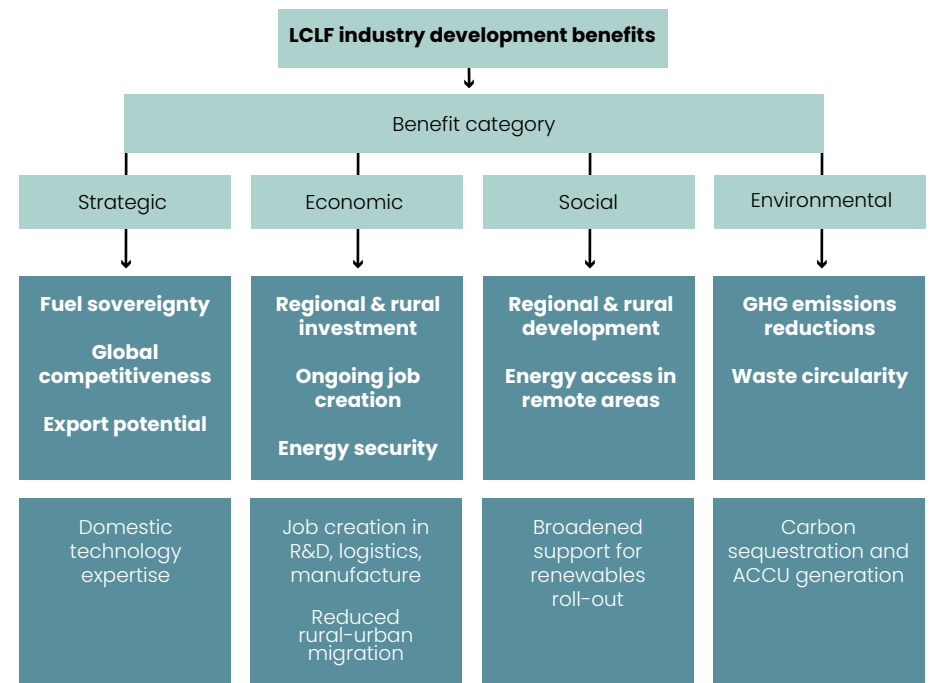 LCLF industry development benefits
Benefit category
Strategic
Economic
Social
Environmental
Fuel sovereignty
Global
competitiveness
Export potential
Regional & rural
investment
Ongoing job
creation
Energy security
Regional & rural
development
Energy access in
remote areas
GHG emissions
reductions
Waste circularity
Domestic
technology
expertise
Job creation in
R&D, logistics,
manufacture
Reduced
rural-urban
migration
Broadened
support for
renewables
roll-out
Carbon
sequestration and
ACCU generation